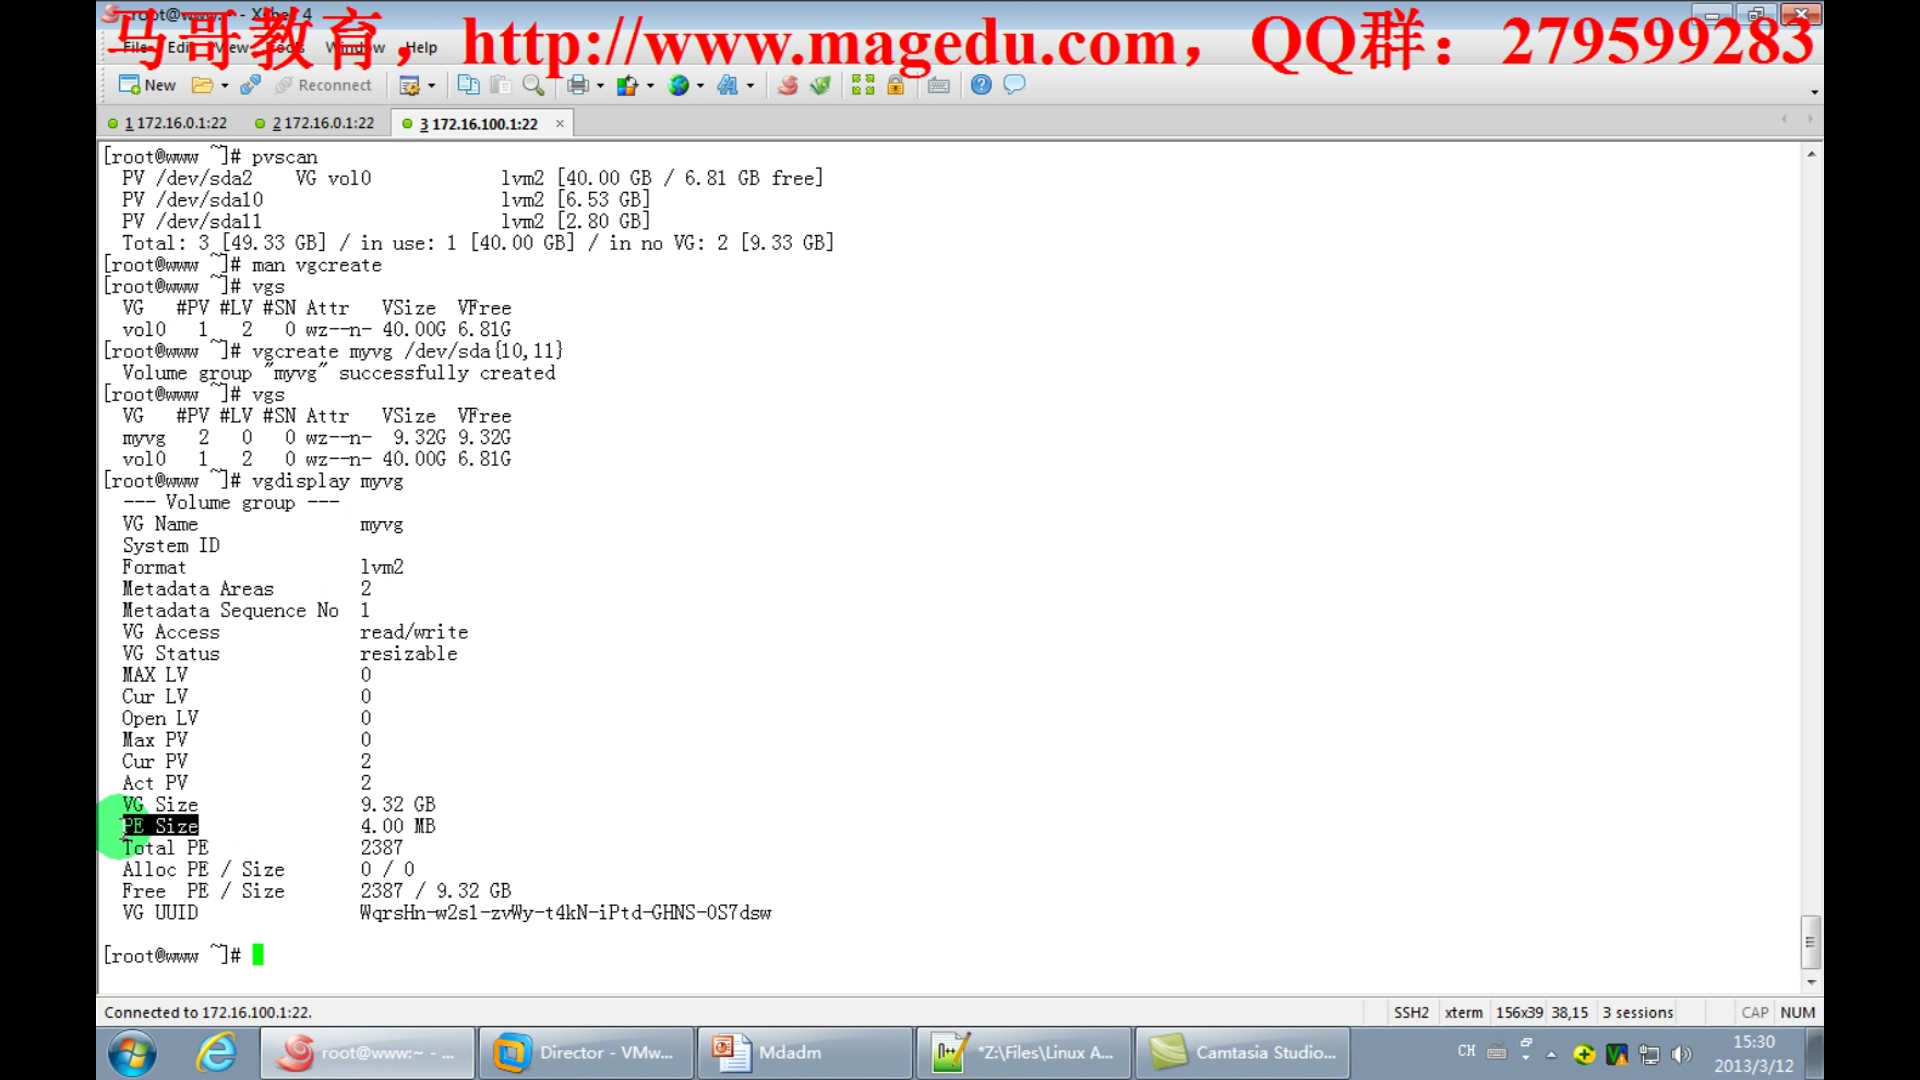 root@www:~ - Xshell 4
马哥教育，http://www.magedu.com，QQ群：279599283
File Edit View Tools Window Help
New Reconnect
1 172.16.0.1:22 2 172.16.0.1:22 3 172.16.100.1:22
[root@www ~]# pvscan
PV /dev/sda2 VG vol0 lvm2 [40.00 GB / 6.81 GB free]
PV /dev/sda10 lvm2 [6.53 GB]
PV /dev/sda11 lvm2 [2.80 GB]
Total: 3 [49.33 GB] / in use: 1 [40.00 GB] / in no VG: 2 [9.33 GB]
[root@www ~]# man vgcreate
[root@www ~]# vgs
VG #PV #LV #SN Attr VSize VFree
vol0 1 2 0 wz--n- 40.00G 6.81G
[root@www ~]# vgcreate myvg /dev/sda{10,11}
Volume group "myvg" successfully created
[root@www ~]# vgs
VG #PV #LV #SN Attr VSize VFree
myvg 2 0 0 wz--n- 9.32G 9.32G
vol0 1 2 0 wz--n- 40.00G 6.81G
[root@www ~]# vgdisplay myvg
--- Volume group ---
VG Name myvg
System ID
Format lvm2
Metadata Areas 2
Metadata Sequence No 1
VG Access read/write
VG Status resizable
MAX LV 0
Cur LV 0
Open LV 0
Max PV 0
Cur PV 2
Act PV 2
VG Size 9.32 GB
PE Size 4.00 MB
Total PE 2387
Alloc PE / Size 0 / 0
Free PE / Size 2387 / 9.32 GB
VG UUID WqrsHn-w2s1-zvWy-t4kN-iPtd-GHNS-0S7dsw
[root@www ~]#
Connected to 172.16.100.1:22. SSH2 xterm 156x39 38,15 3 sessions CAP NUM
root@www:~ - ... Director - VMw... Mdadm *Z:\Files\Linux A... Camtasia Studio... CH 15:30
2013/3/12